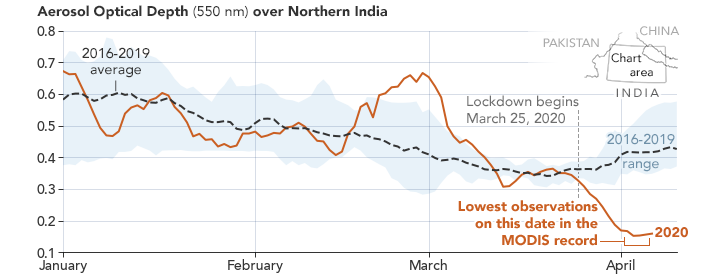 Aerosol Optical Depth (550 nm) over Northern India
0.8
0.7
0.6
0.5
0.4
0.3
0.2
0.1
2016-2019
average
PAKISTAN
CHINA
Chart
area
INDIA
Lockdown begins
March 25, 2020
2016-2019
range
Lowest observations
on this date in the
MODIS record
2020
January
February
March
April